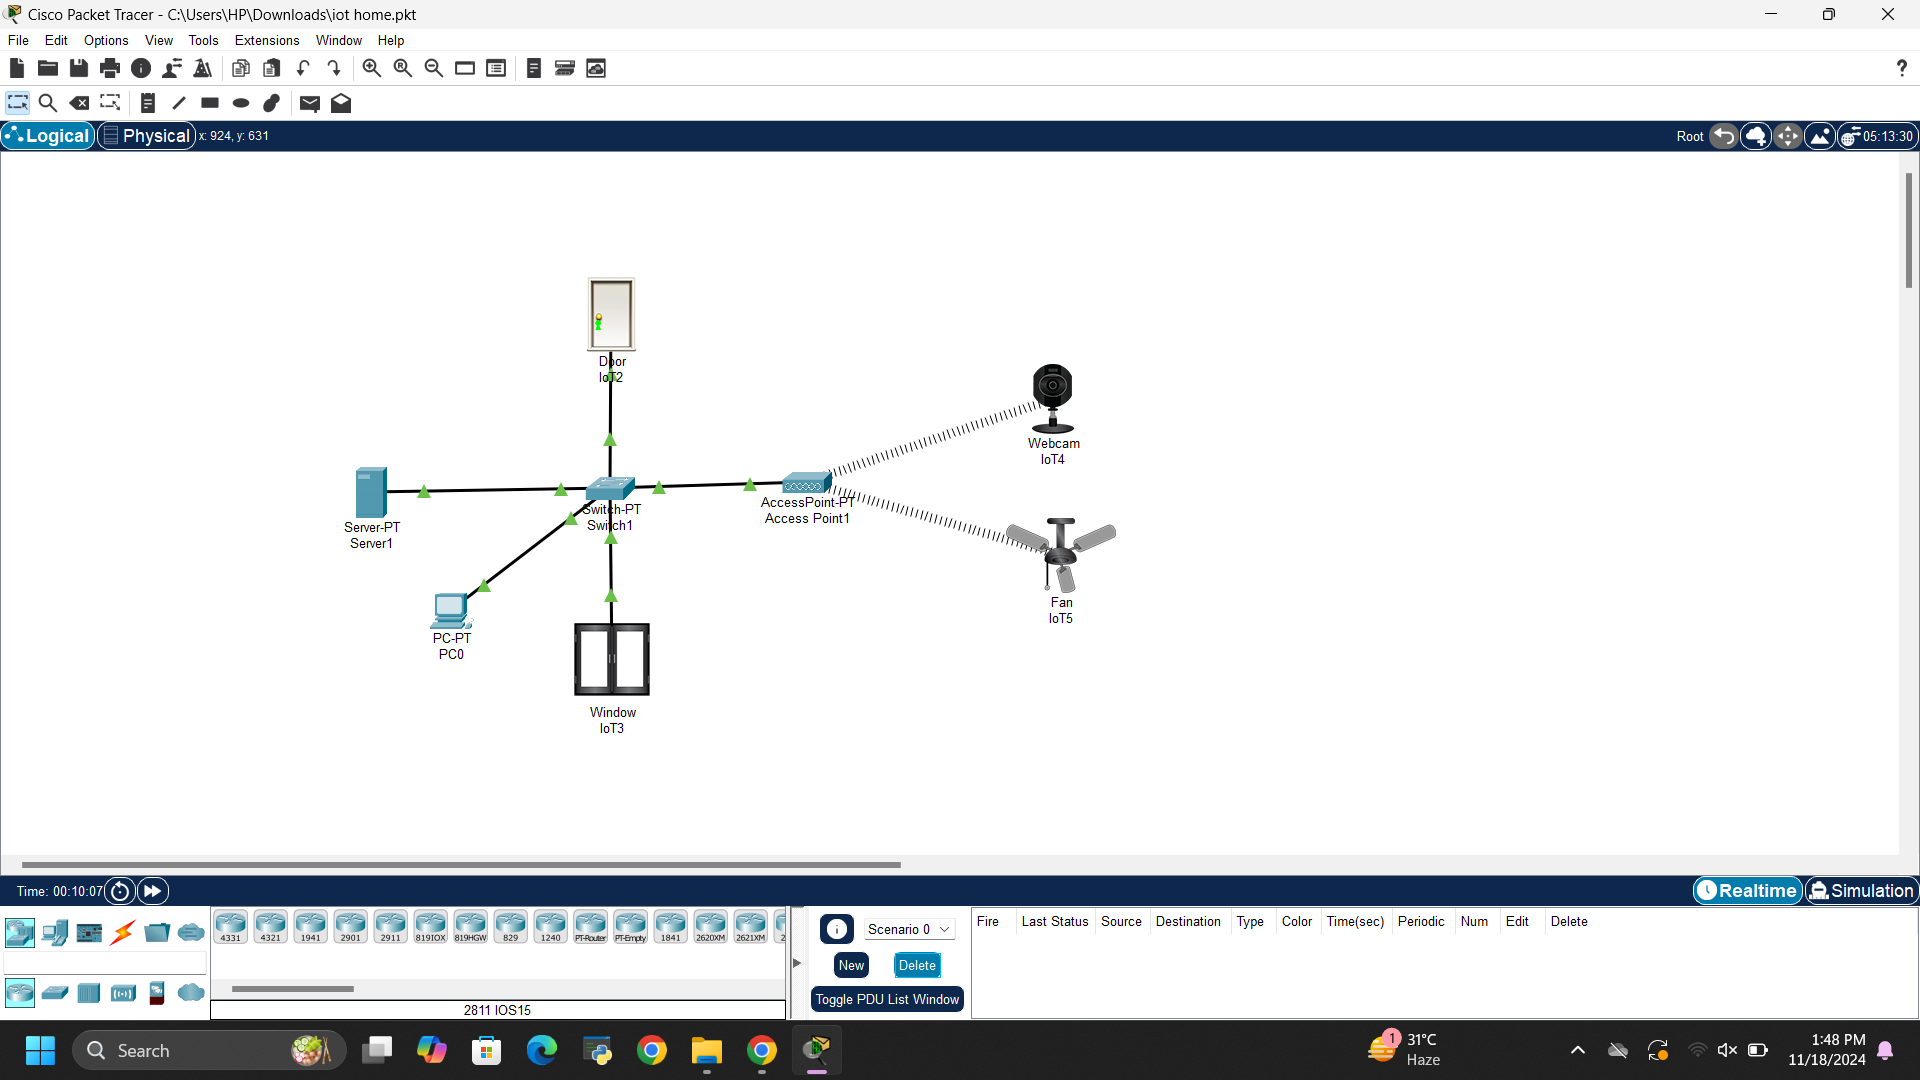 Cisco Packet Tracer - C:\Users\HP\Downloads\iot home.pkt
File Edit Options View Tools Extensions Window Help
?
Logical Physical x: 924, y: 631 Root 05:13:30
Door
IoT2
Webcam
IoT4
Switch-PT
Switch1
AccessPoint-PT
Access Point1
Server-PT
Server1
Fan
IoT5
PC-PT
PC0
Window
IoT3
Time: 00:10:07 Realtime Simulation
4331 4321 1941 2901 2911 819IOX 819HGW 829 1240 PT-Router PT-Empty 1841 2620XM 2621XM 2
2811 IOS15
Scenario 0
New Delete
Toggle PDU List Window
Fire Last Status Source Destination Type Color Time(sec) Periodic Num Edit Delete
Search
1
31°C
Haze
1:48 PM
11/18/2024